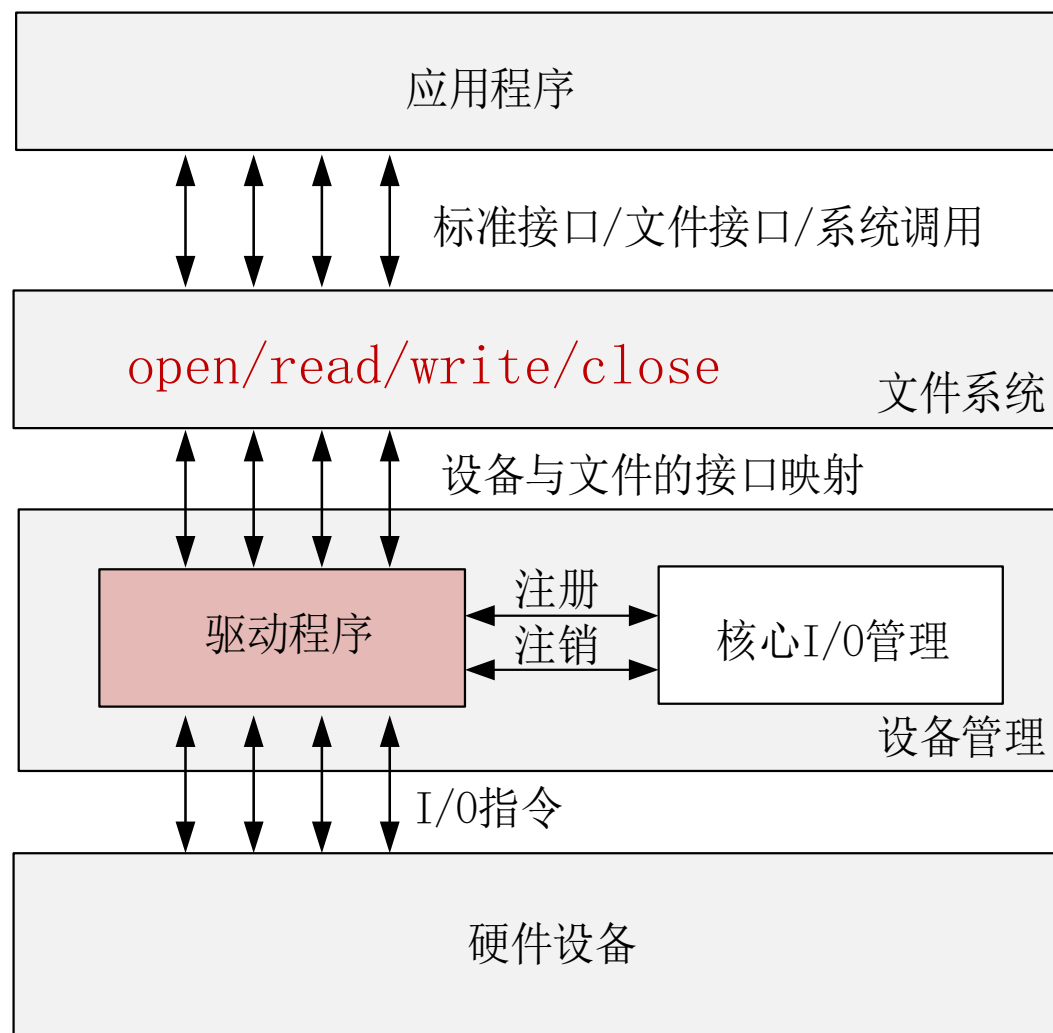 应用程序
标准接口/文件接口/系统调用
open/read/write/close
文件系统
设备与文件的接口映射
注册
驱动程序
注销
核心I/O管理
设备管理
I/O指令
硬件设备